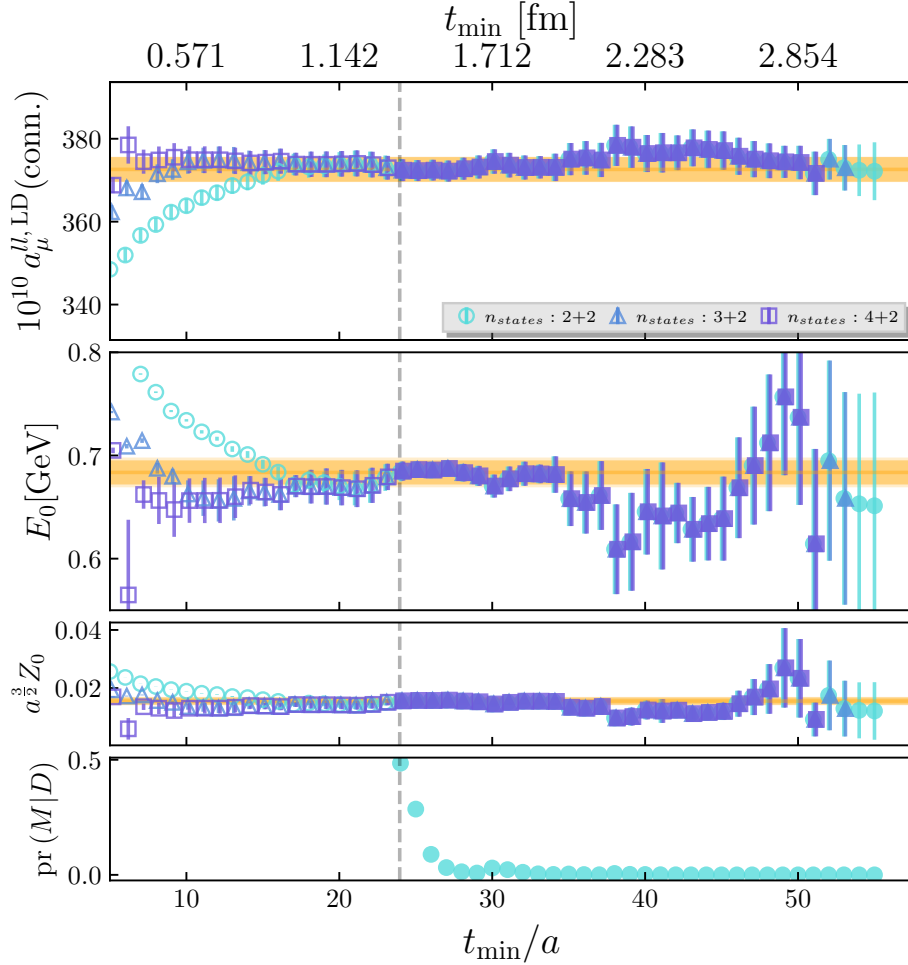 t_min [fm]
0.571 1.142 1.712 2.283 2.854
10^10 a_μ^{ll, LD}(conn.)
380
360
340
n_states : 2+2 n_states : 3+2 n_states : 4+2
E_0[GeV]
0.8
0.7
0.6
a^{3/2} Z_0
0.04
0.02
0.00
pr (M|D)
0.5
0.0
10 20 30 40 50
t_min/a